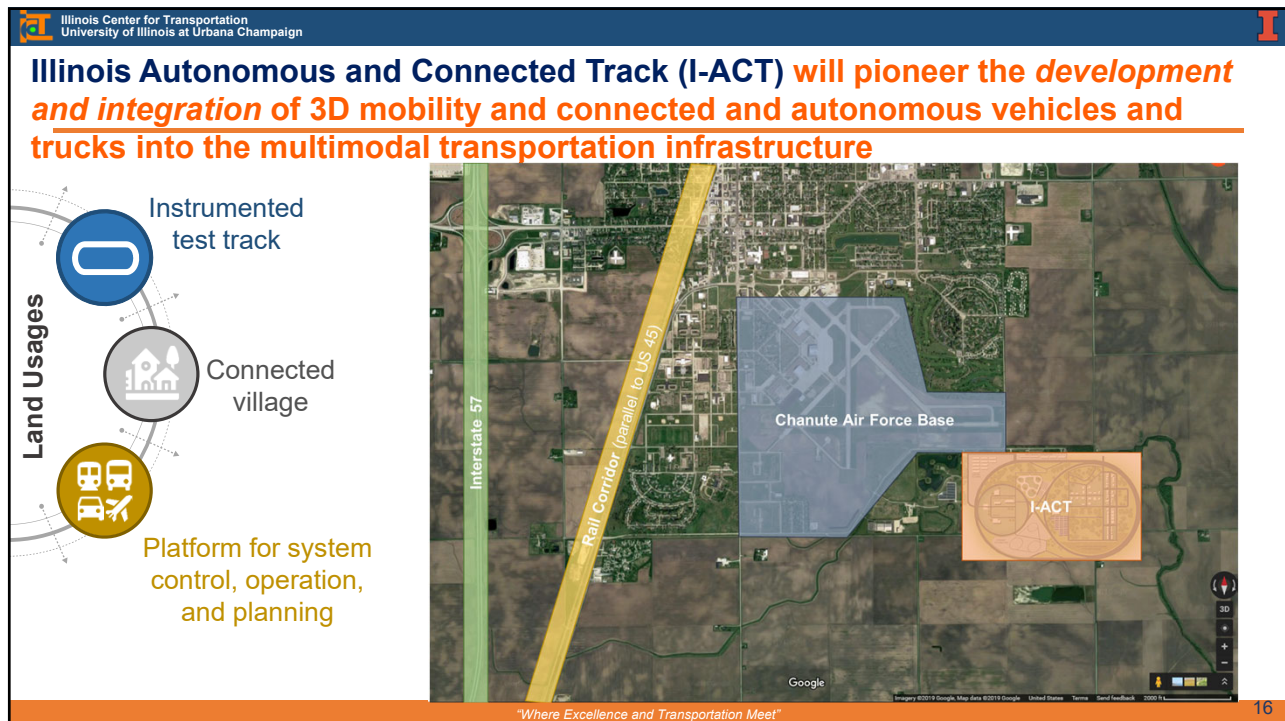 Illinois Center for Transportation
University of Illinois at Urbana Champaign
Illinois Autonomous and Connected Track (I-ACT) will pioneer the development
and integration of 3D mobility and connected and autonomous vehicles and
trucks into the multimodal transportation infrastructure
Land Usages
Instrumented
test track
Connected
village
Platform for system
control, operation,
and planning
Interstate 57
Rail Corridor (parallel to US 45)
Chanute Air Force Base
I-ACT
3D
Google
Imagery ©2019 Google, Map data ©2019 Google United States Terms Send feedback 2000 ft
"Where Excellence and Transportation Meet"
16